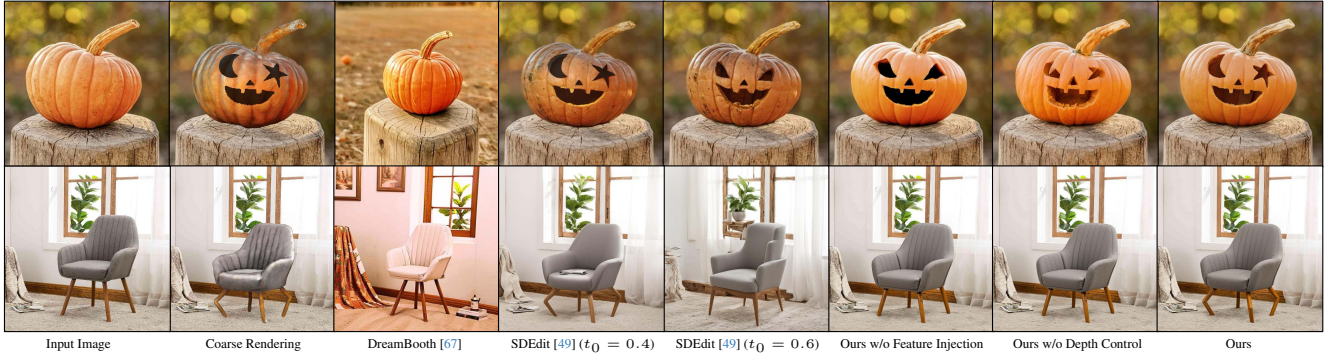 Input Image
Coarse Rendering
DreamBooth [67]
SDEdit [49] (t₀ = 0.4)
SDEdit [49] (t₀ = 0.6)
Ours w/o Feature Injection
Ours w/o Depth Control
Ours